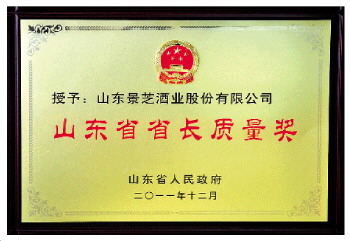 授予：山东景芝酒业股份有限公司
山东省省长质量奖
山东省人民政府
二〇一一年十二月